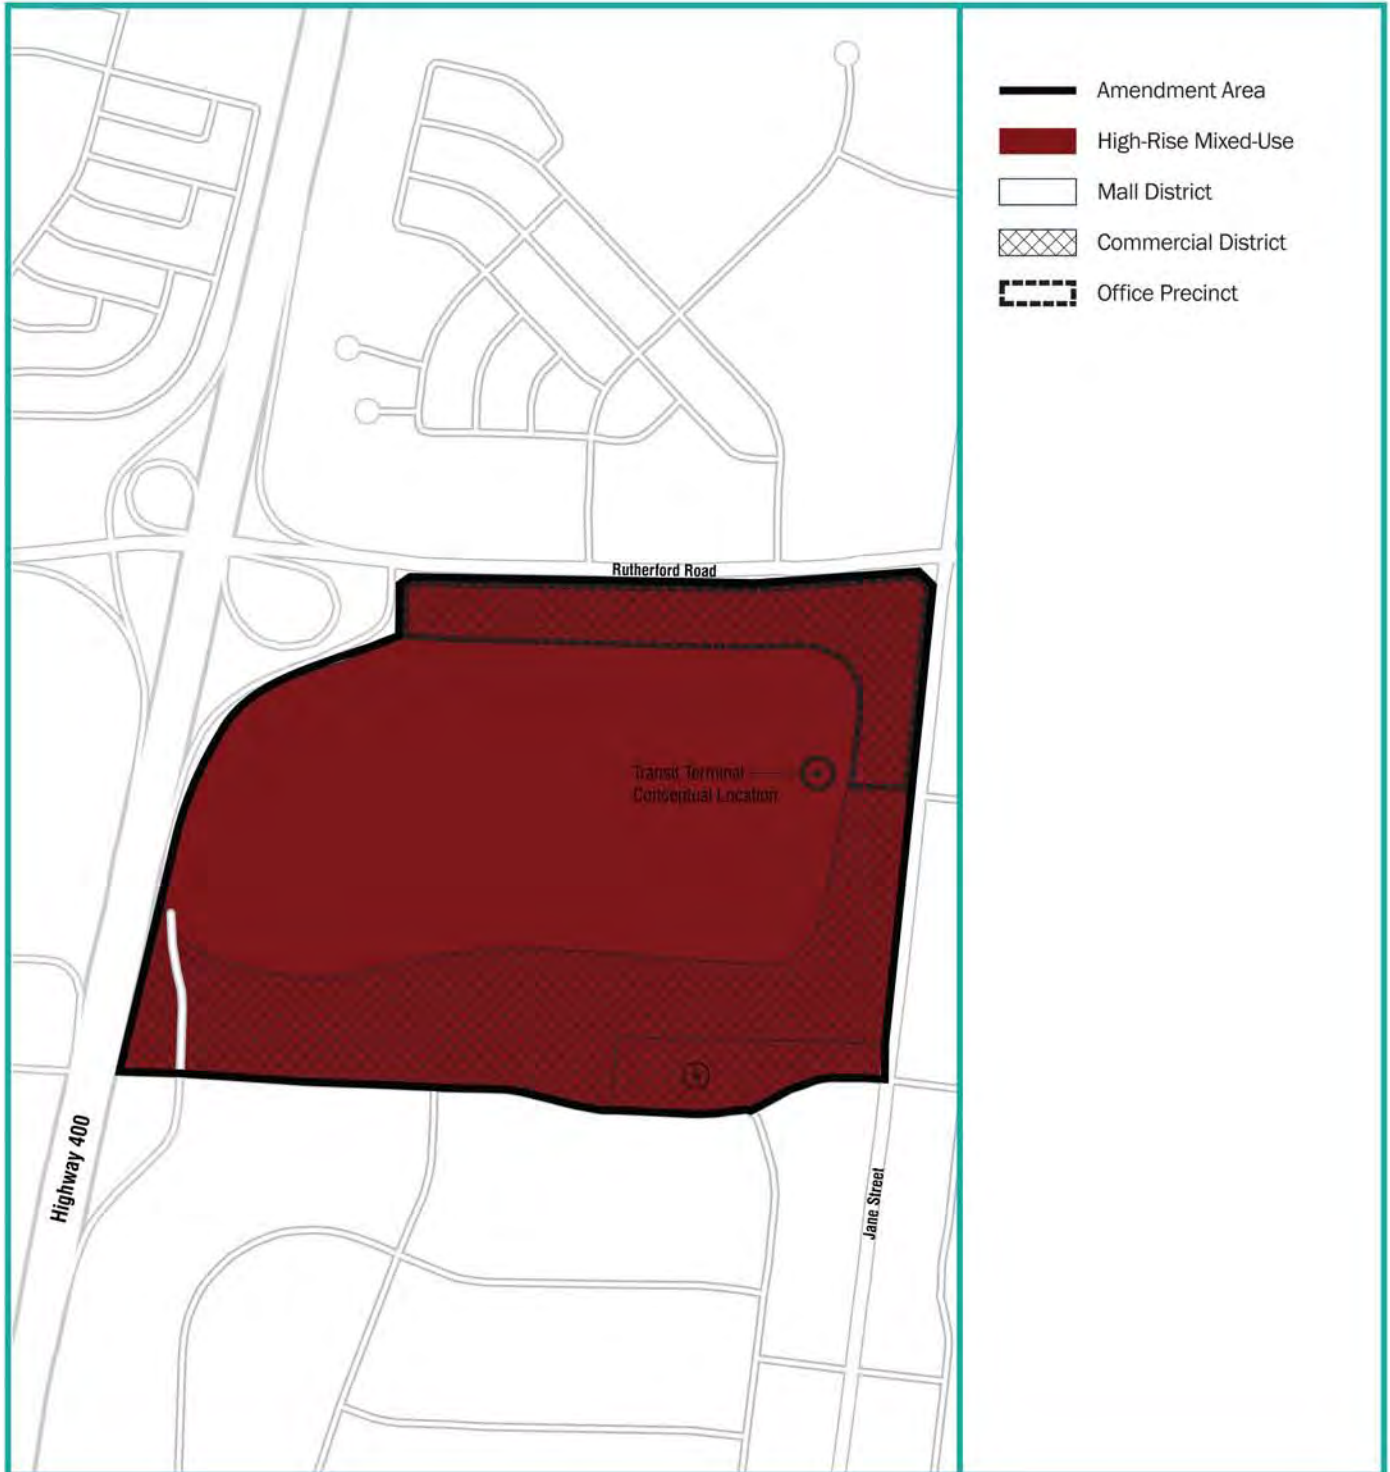 Amendment Area
High-Rise Mixed-Use
Mall District
Commercial District
Office Precinct
Rutherford Road
Transit Terminal
Conceptual Location
Highway 400
Jane Street